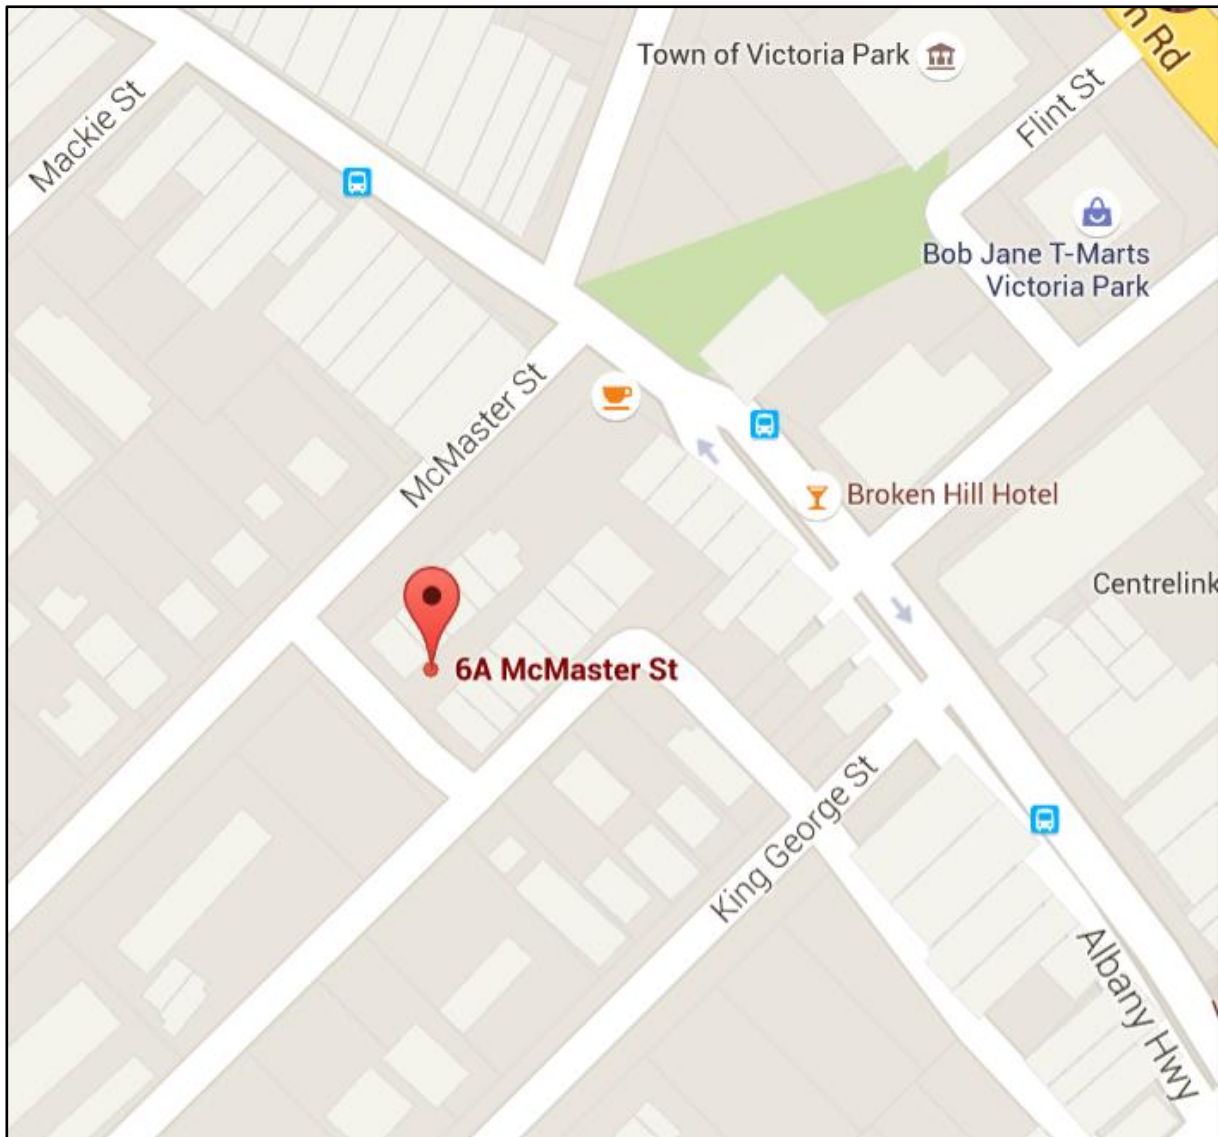 Town of Victoria Park
n Rd
Mackie St
Flint St
Bob Jane T-Marts
Victoria Park
McMaster St
Broken Hill Hotel
Centrelink
6A McMaster St
King George St
Albany Hwy